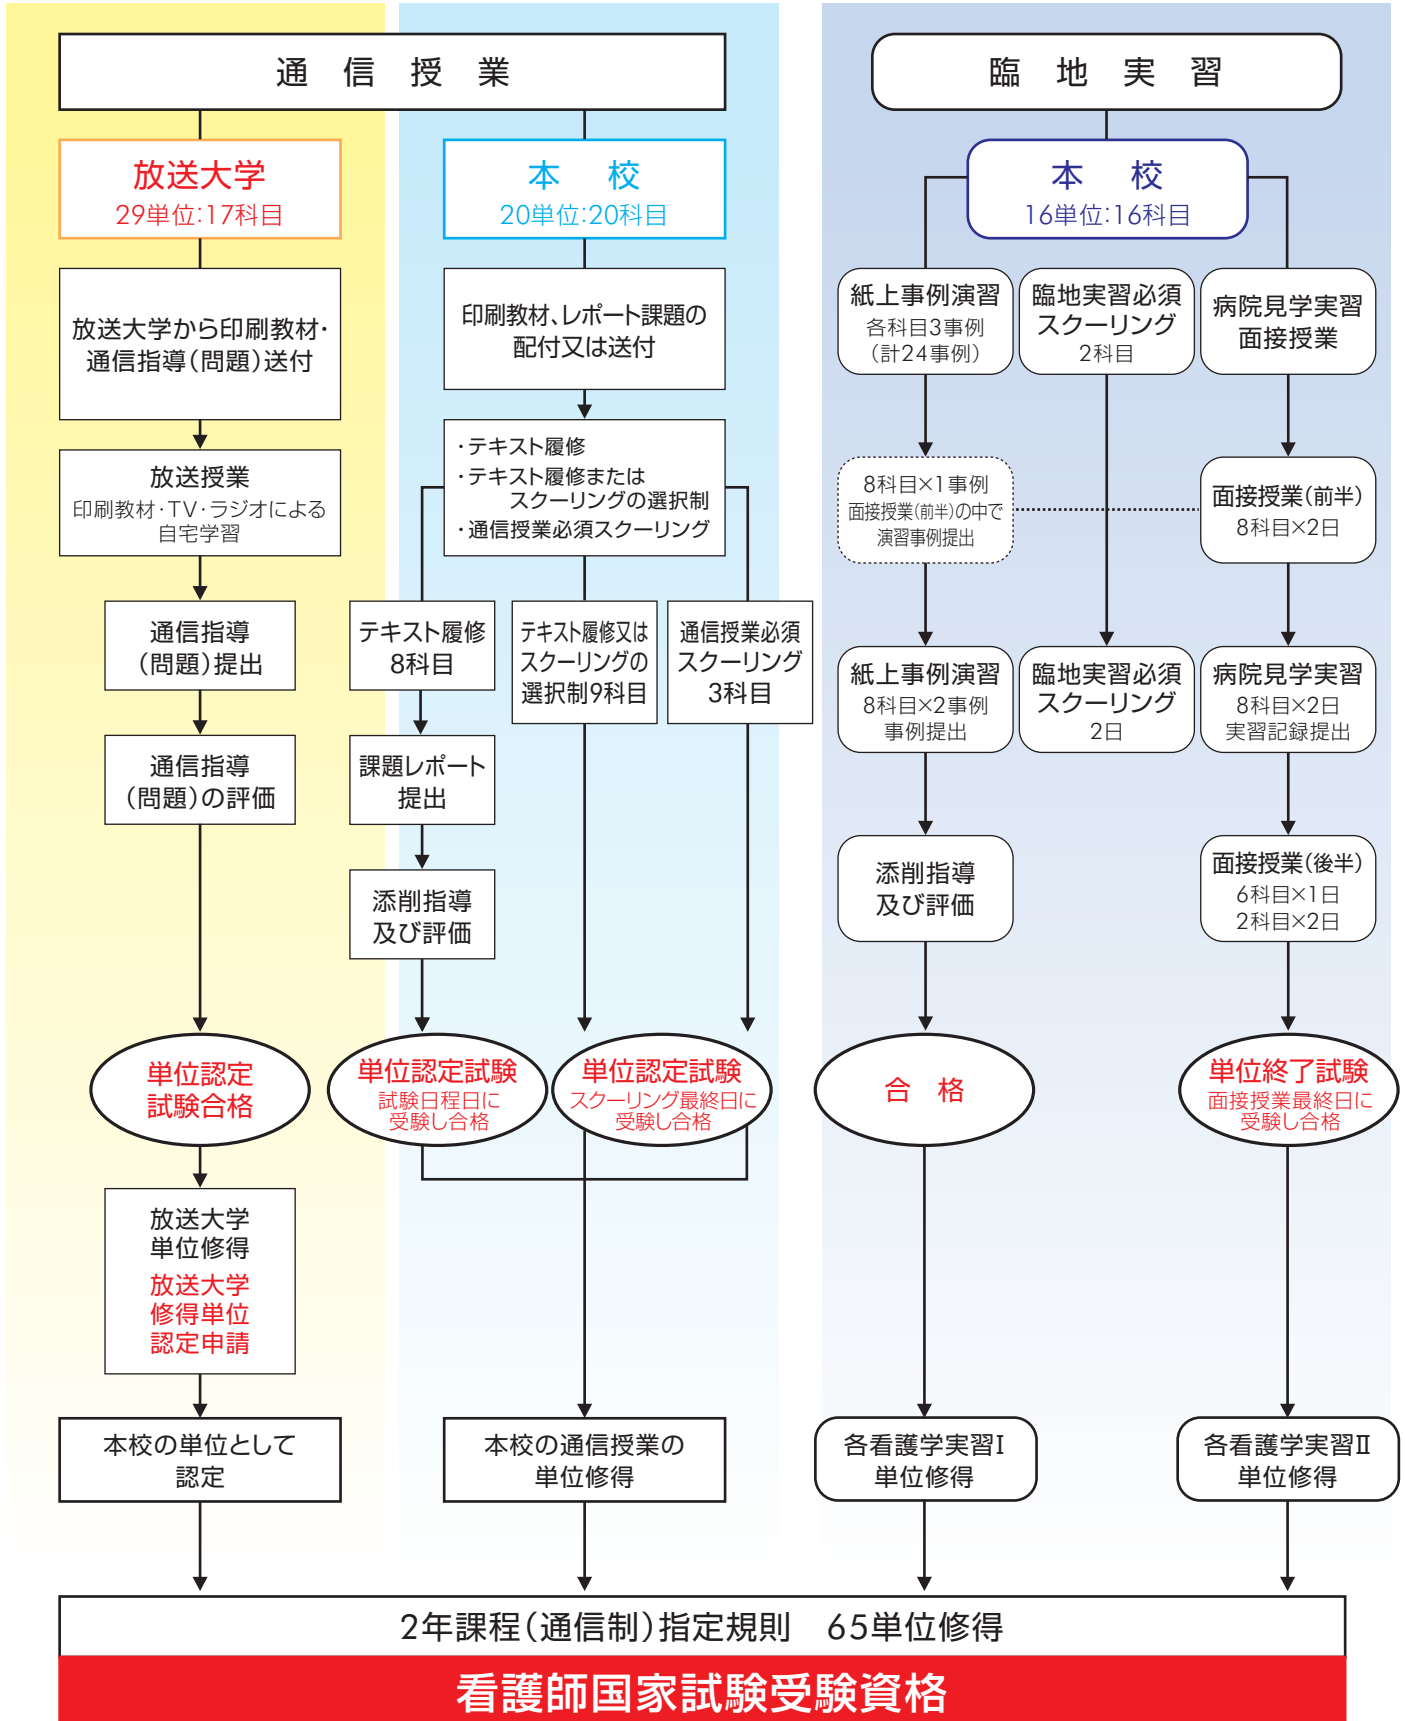 通信授業
放送大学
29単位:17科目
放送大学から印刷教材・
通信指導(問題)送付
放送授業
印刷教材・TV・ラジオによる
自宅学習
通信指導
(問題)提出
通信指導
(問題)の評価
単位認定
試験合格
放送大学
単位修得
放送大学
修得単位
認定申請
本校の単位として
認定
本校
20単位:20科目
印刷教材、レポート課題の
配付又は送付
・テキスト履修
・テキスト履修または
スクーリングの選択制
・通信授業必須スクーリング
テキスト履修
8科目
課題レポート
提出
添削指導
及び評価
単位認定試験
試験日程日に
受験し合格
テキスト履修又は
スクーリングの
選択制9科目
通信授業必須
スクーリング
3科目
単位認定試験
スクーリング最終日に
受験し合格
本校の通信授業の
単位修得
臨地実習
本校
16単位:16科目
紙上事例演習
各科目3事例
(計24事例)
8科目×1事例
面接授業(前半)の中で
演習事例提出
紙上事例演習
8科目×2事例
事例提出
添削指導
及び評価
合格
各看護学実習Ⅰ
単位修得
臨地実習必須
スクーリング
2科目
臨地実習必須
スクーリング
2日
病院見学実習
面接授業
面接授業(前半)
8科目×2日
病院見学実習
8科目×2日
実習記録提出
面接授業(後半)
6科目×1日
2科目×2日
単位終了試験
面接授業最終日に
受験し合格
各看護学実習Ⅱ
単位修得
2年課程(通信制)指定規則　65単位修得
看護師国家試験受験資格